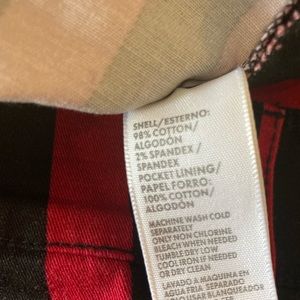 SHELL/ESTERNO:
98% COTTON/
ALGODÓN
2% SPANDEX/
SPANDEX
POCKET LINING/
PAPEL FORRO:
100% COTTON/
ALGODÓN
MACHINE WASH COLD
SEPARATELY
ONLY NON CHLORINE
BLEACH WHEN NEEDED
TUMBLE DRY LOW
COOL IRON IF NEEDED
OR DRY CLEAN
LAVADO A MAQUINA EN
AGUA FRIA SEPARADO
BLANQUEADOR